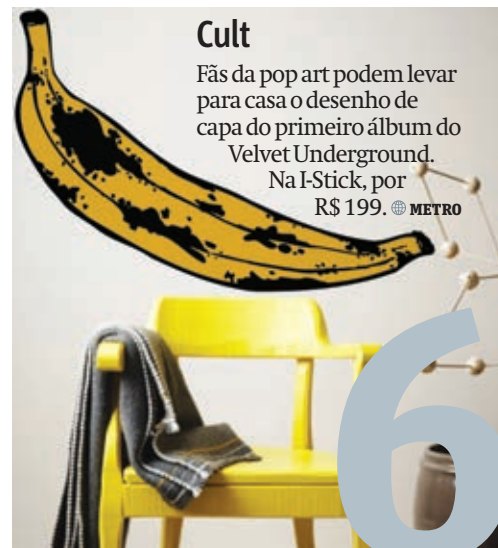 Cult
Fãs da pop art podem levar
para casa o desenho de
capa do primeiro álbum do
Velvet Underground.
Na I-Stick, por
R$ 199. METRO
6